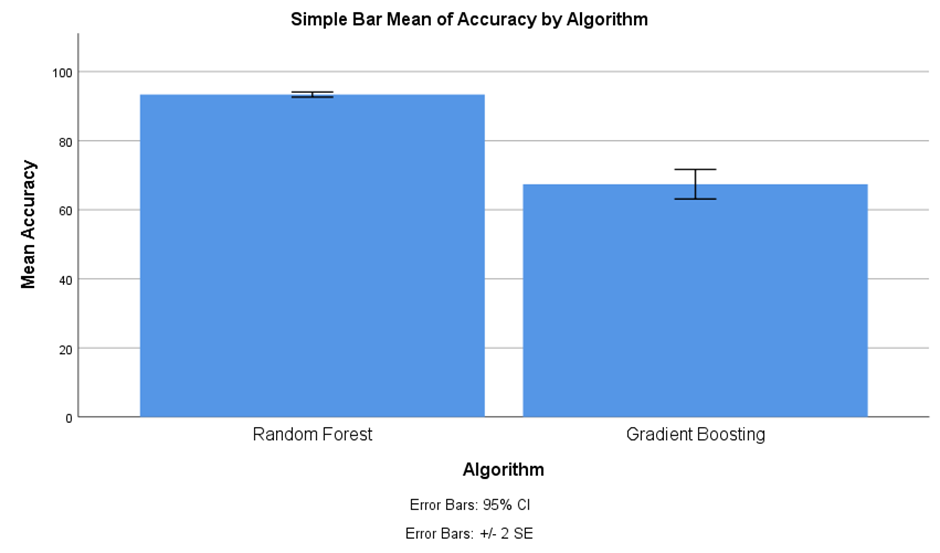 Simple Bar Mean of Accuracy by Algorithm
Mean Accuracy
100
80
60
40
20
0
Random Forest Gradient Boosting
Algorithm
Error Bars: 95% CI
Error Bars: +/- 2 SE